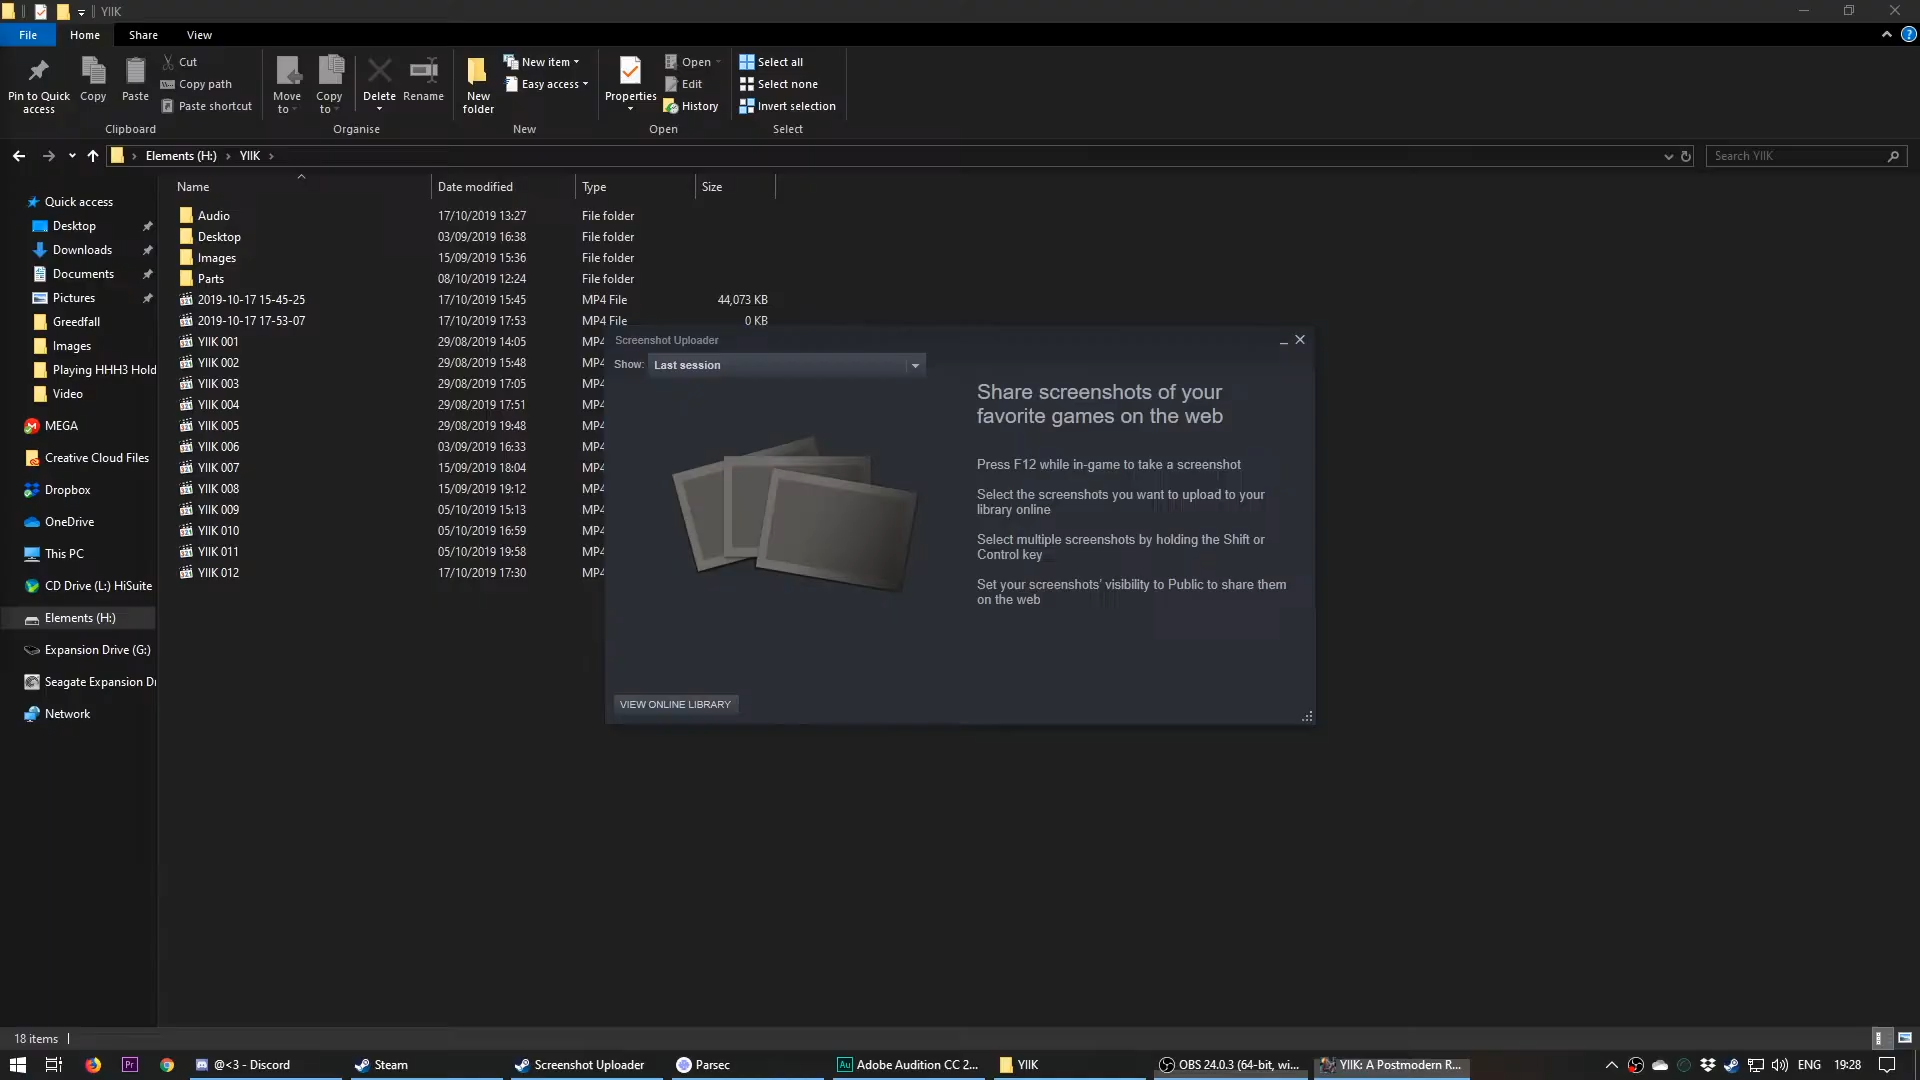 YIIK
File Home Share View
Pin to Quick access
Copy
Paste
Cut
Copy path
Paste shortcut
Clipboard
Move to
Copy to
Delete
Rename
Organise
New folder
New item
Easy access
New
Properties
Open
Edit
History
Open
Select all
Select none
Invert selection
Select
Elements (H:) › YIIK ›
Search YIIK
Name Date modified Type Size
Quick access
Desktop
Downloads
Documents
Pictures
Greedfall
Images
Playing HHH3 Hold
Video
MEGA
Creative Cloud Files
Dropbox
OneDrive
This PC
CD Drive (L:) HiSuite
Elements (H:)
Expansion Drive (G:)
Seagate Expansion Dr
Network
Audio 17/10/2019 13:27 File folder
Desktop 03/09/2019 16:38 File folder
Images 15/09/2019 15:36 File folder
Parts 08/10/2019 12:24 File folder
2019-10-17 15-45-25 17/10/2019 15:45 MP4 File 44,073 KB
2019-10-17 17-53-07 17/10/2019 17:53 MP4 File 0 KB
YIIK 001 29/08/2019 14:05 MP4
YIIK 002 29/08/2019 15:48 MP4
YIIK 003 29/08/2019 17:05 MP4
YIIK 004 29/08/2019 17:51 MP4
YIIK 005 29/08/2019 19:48 MP4
YIIK 006 03/09/2019 16:33 MP4
YIIK 007 15/09/2019 18:04 MP4
YIIK 008 15/09/2019 19:12 MP4
YIIK 009 05/10/2019 15:13 MP4
YIIK 010 05/10/2019 16:59 MP4
YIIK 011 05/10/2019 19:58 MP4
YIIK 012 17/10/2019 17:30 MP4
Screenshot Uploader
Show: Last session
Share screenshots of your
favorite games on the web
Press F12 while in-game to take a screenshot
Select the screenshots you want to upload to your
library online
Select multiple screenshots by holding the Shift or
Control key
Set your screenshots' visibility to Public to share them
on the web
VIEW ONLINE LIBRARY
18 items
@<3 - Discord
Steam
Screenshot Uploader
Parsec
Adobe Audition CC 2...
YIIK
OBS 24.0.3 (64-bit, wi...
YIIK: A Postmodern R...
ENG 19:28